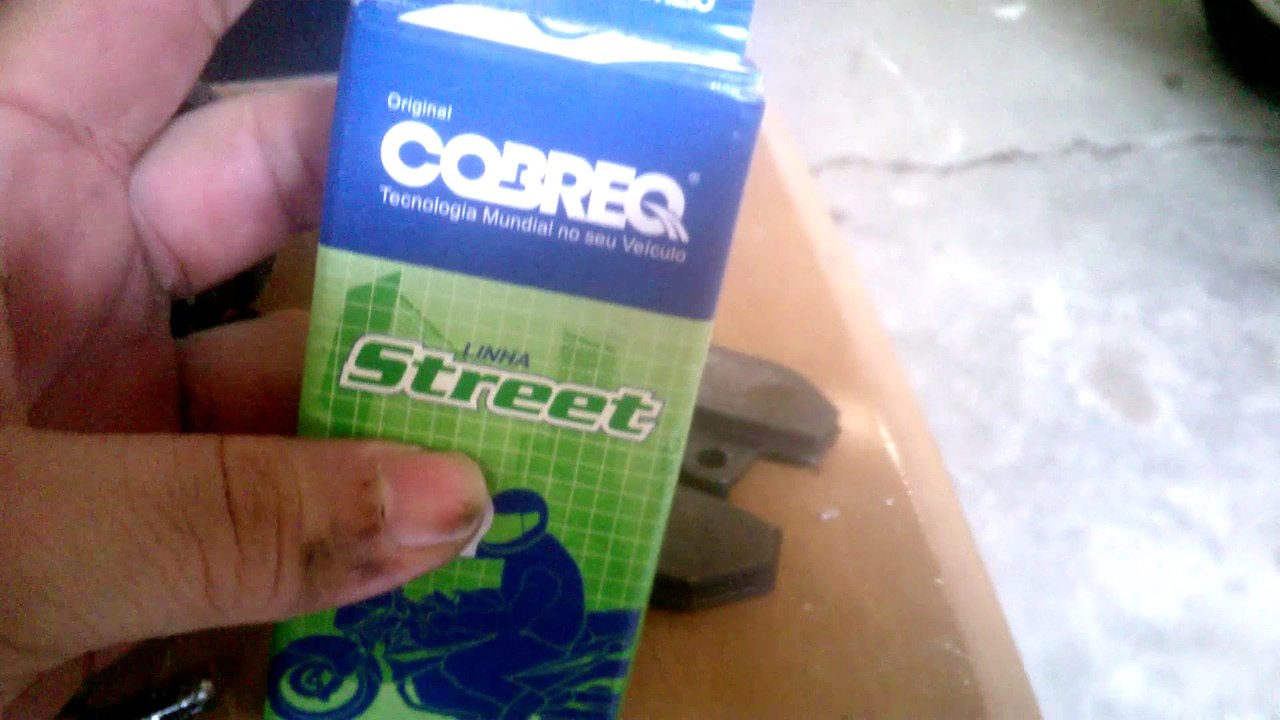 Original
COBREQ
Tecnologia Mundial no seu Veículo
LINHA
Street